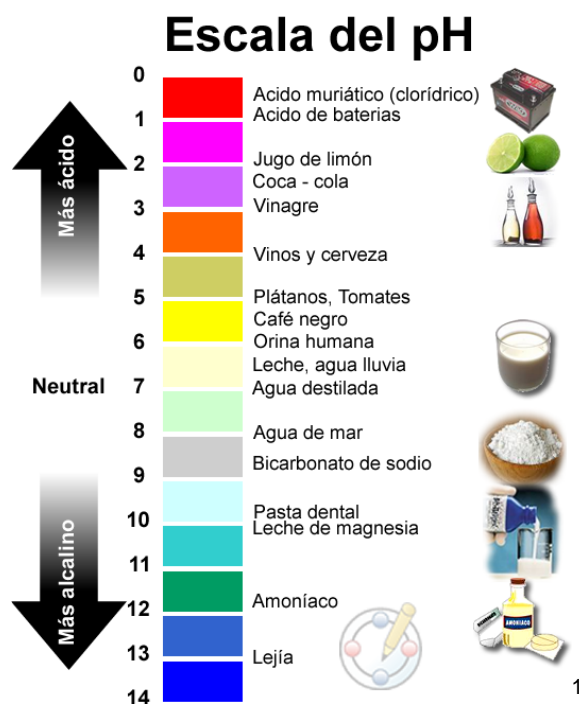 Escala del pH
0
Acido muriático (clorídrico)
1
Acido de baterias
Más ácido
2
Jugo de limón
Coca - cola
3
Vinagre
4
Vinos y cerveza
5
Plátanos, Tomates
Café negro
6
Orina humana
Leche, agua lluvia
Neutral
7
Agua destilada
8
Agua de mar
9
Bicarbonato de sodio
Más alcalino
10
Pasta dental
Leche de magnesia
11
12
Amoníaco
AMONÍACO
13
Lejía
14
1